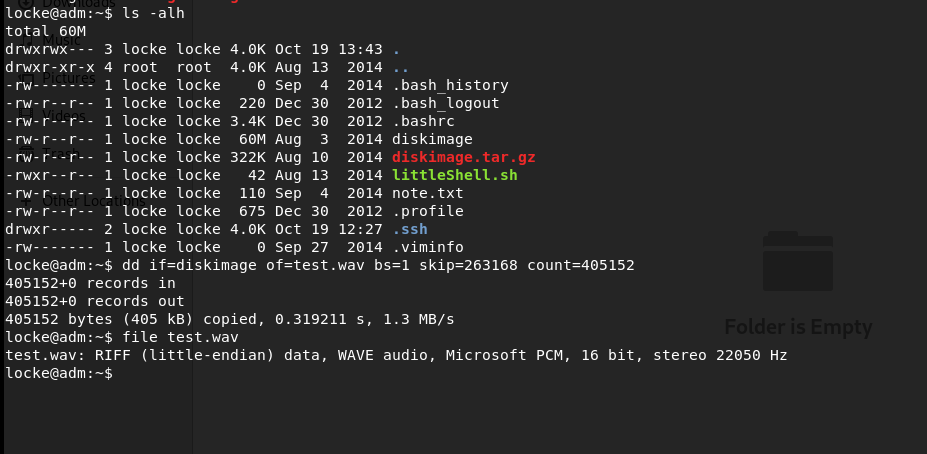 Downloads
locke@adm:~$ ls -alh
total 60M
Music
drwxrwx--- 3 locke locke 4.0K Oct 19 13:43 .
drwxr-xr-x 4 root  root  4.0K Aug 13  2014 ..
Pictures
-rw------- 1 locke locke    0 Sep  4  2014 .bash_history
-rw-r--r-- 1 locke locke  220 Dec 30  2012 .bash_logout
Videos
-rw-r--r-- 1 locke locke 3.4K Dec 30  2012 .bashrc
-rw-r--r-- 1 locke locke  60M Aug  3  2014 diskimage
Trash
-rw-r--r-- 1 locke locke 322K Aug 10  2014 diskimage.tar.gz
-rwxr--r-- 1 locke locke   42 Aug 13  2014 littleShell.sh
-rw-r--r-- 1 locke locke  110 Sep  4  2014 note.txt
+ Other Locations
-rw-r--r-- 1 locke locke  675 Dec 30  2012 .profile
drwxr----- 2 locke locke 4.0K Oct 19 12:27 .ssh
-rw------- 1 locke locke    0 Sep 27  2014 .viminfo
locke@adm:~$ dd if=diskimage of=test.wav bs=1 skip=263168 count=405152
405152+0 records in
405152+0 records out
405152 bytes (405 kB) copied, 0.319211 s, 1.3 MB/s
Folder is Empty
locke@adm:~$ file test.wav
test.wav: RIFF (little-endian) data, WAVE audio, Microsoft PCM, 16 bit, stereo 22050 Hz
locke@adm:~$